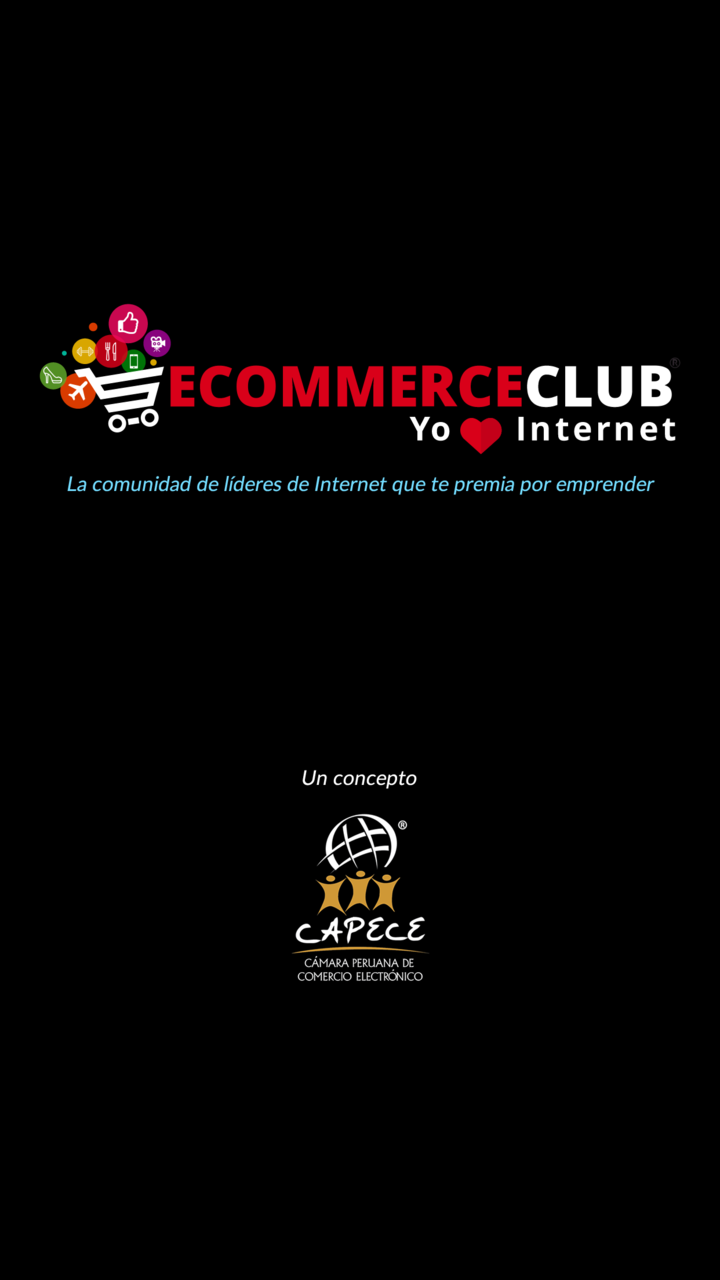 ECOMMERCECLUB®
Yo Internet
La comunidad de líderes de Internet que te premia por emprender
Un concepto
®
CAPECE
CÁMARA PERUANA DE
COMERCIO ELECTRÓNICO